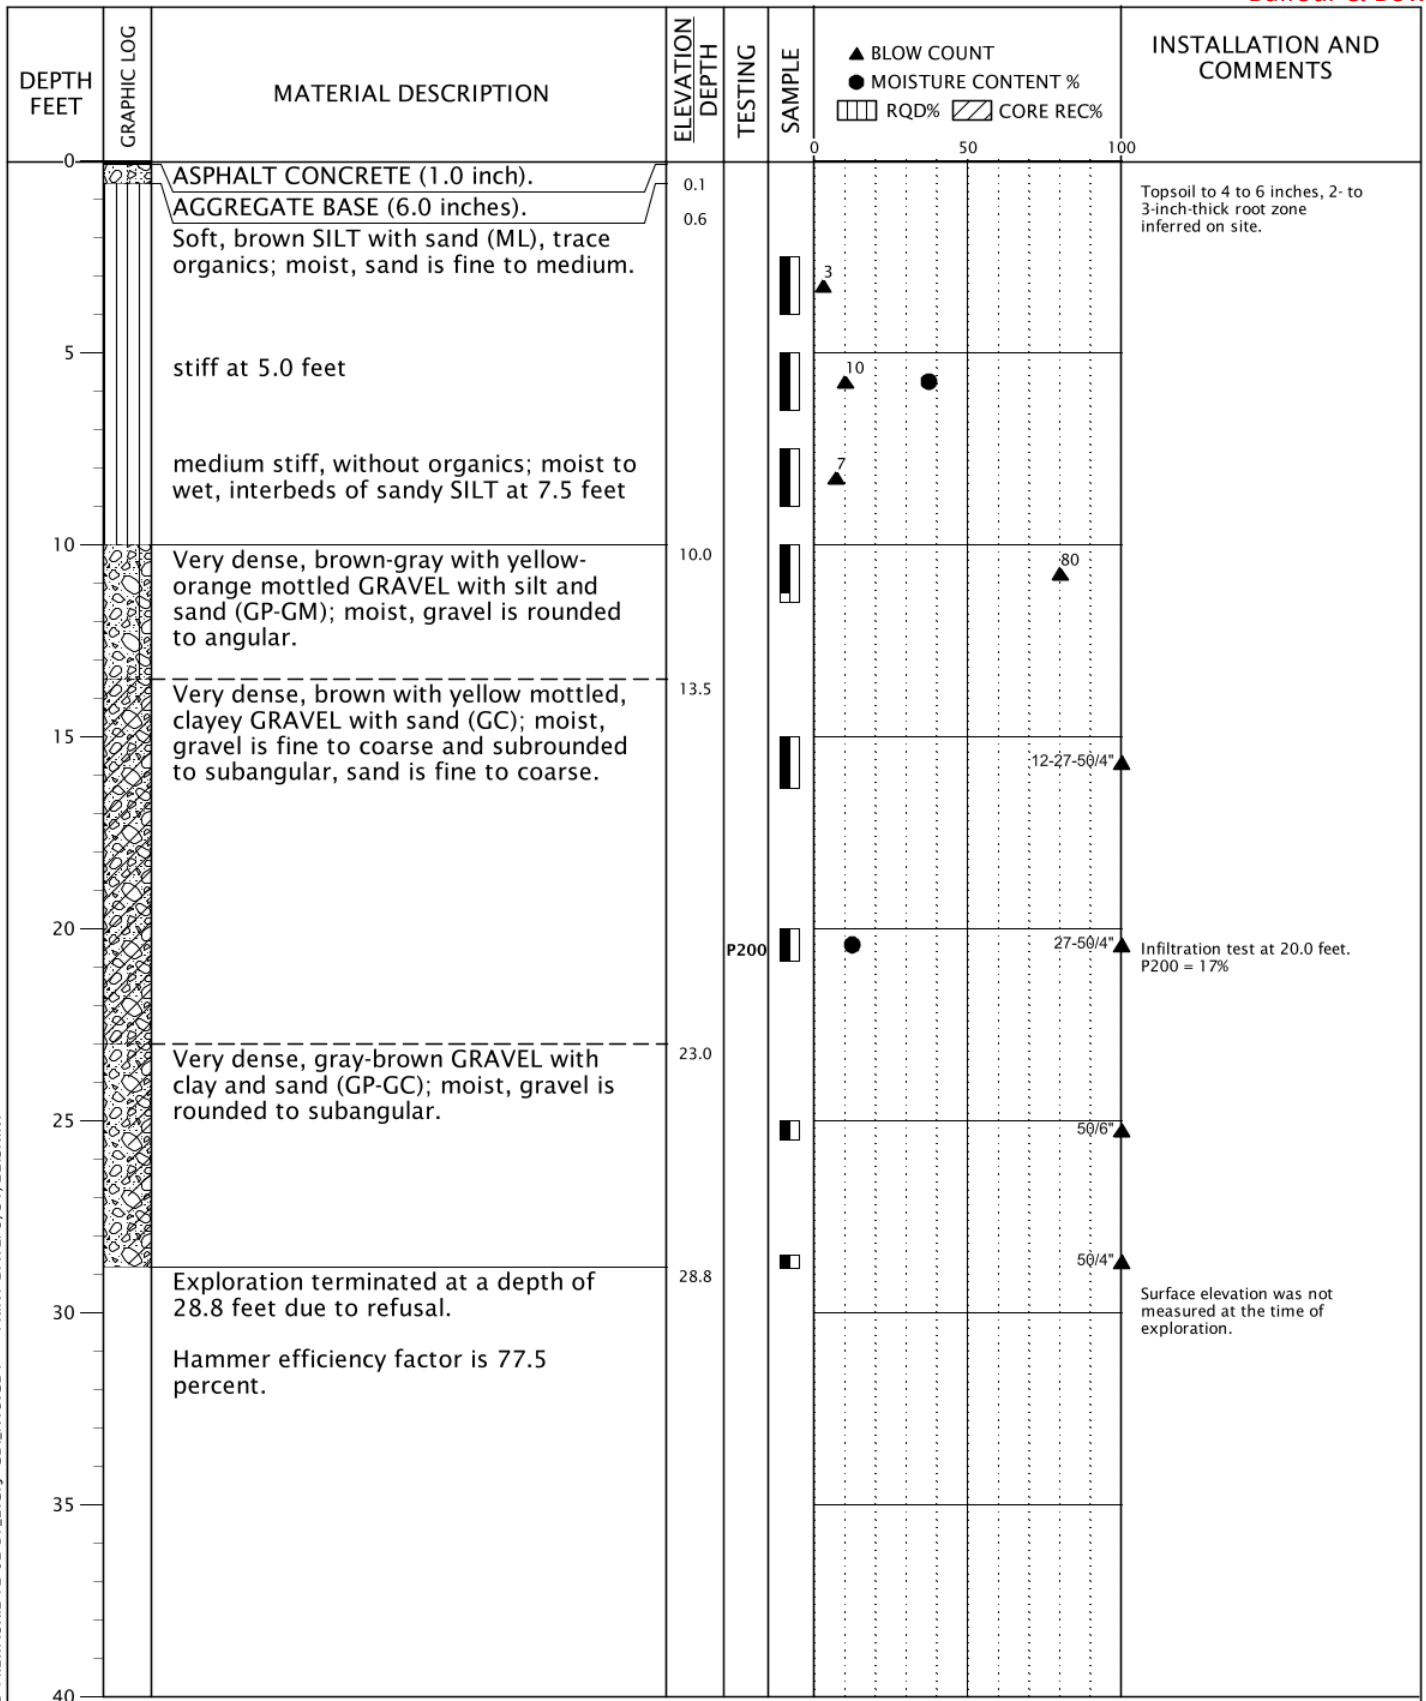 DEPTH
FEET
GRAPHIC LOG
MATERIAL DESCRIPTION
ELEVATION
DEPTH
TESTING
SAMPLE
▲ BLOW COUNT
● MOISTURE CONTENT %
RQD% CORE REC%
INSTALLATION AND
COMMENTS
0 50 100
0
ASPHALT CONCRETE (1.0 inch).
0.1
Topsoil to 4 to 6 inches, 2- to
3-inch-thick root zone
inferred on site.
AGGREGATE BASE (6.0 inches).
0.6
Soft, brown SILT with sand (ML), trace
organics; moist, sand is fine to medium.
3
5
stiff at 5.0 feet
10
medium stiff, without organics; moist to
wet, interbeds of sandy SILT at 7.5 feet
7
10
Very dense, brown-gray with yellow-
orange mottled GRAVEL with silt and
sand (GP-GM); moist, gravel is rounded
to angular.
10.0
80
Very dense, brown with yellow mottled,
clayey GRAVEL with sand (GC); moist,
gravel is fine to coarse and subrounded
to subangular, sand is fine to coarse.
13.5
15
12-27-50/4"
20
P200
27-50/4"
Infiltration test at 20.0 feet.
P200 = 17%
Very dense, gray-brown GRAVEL with
clay and sand (GP-GC); moist, gravel is
rounded to subangular.
23.0
25
50/6"
50/4"
Exploration terminated at a depth of
28.8 feet due to refusal.
28.8
Surface elevation was not
measured at the time of
exploration.
30
Hammer efficiency factor is 77.5
percent.
35
40